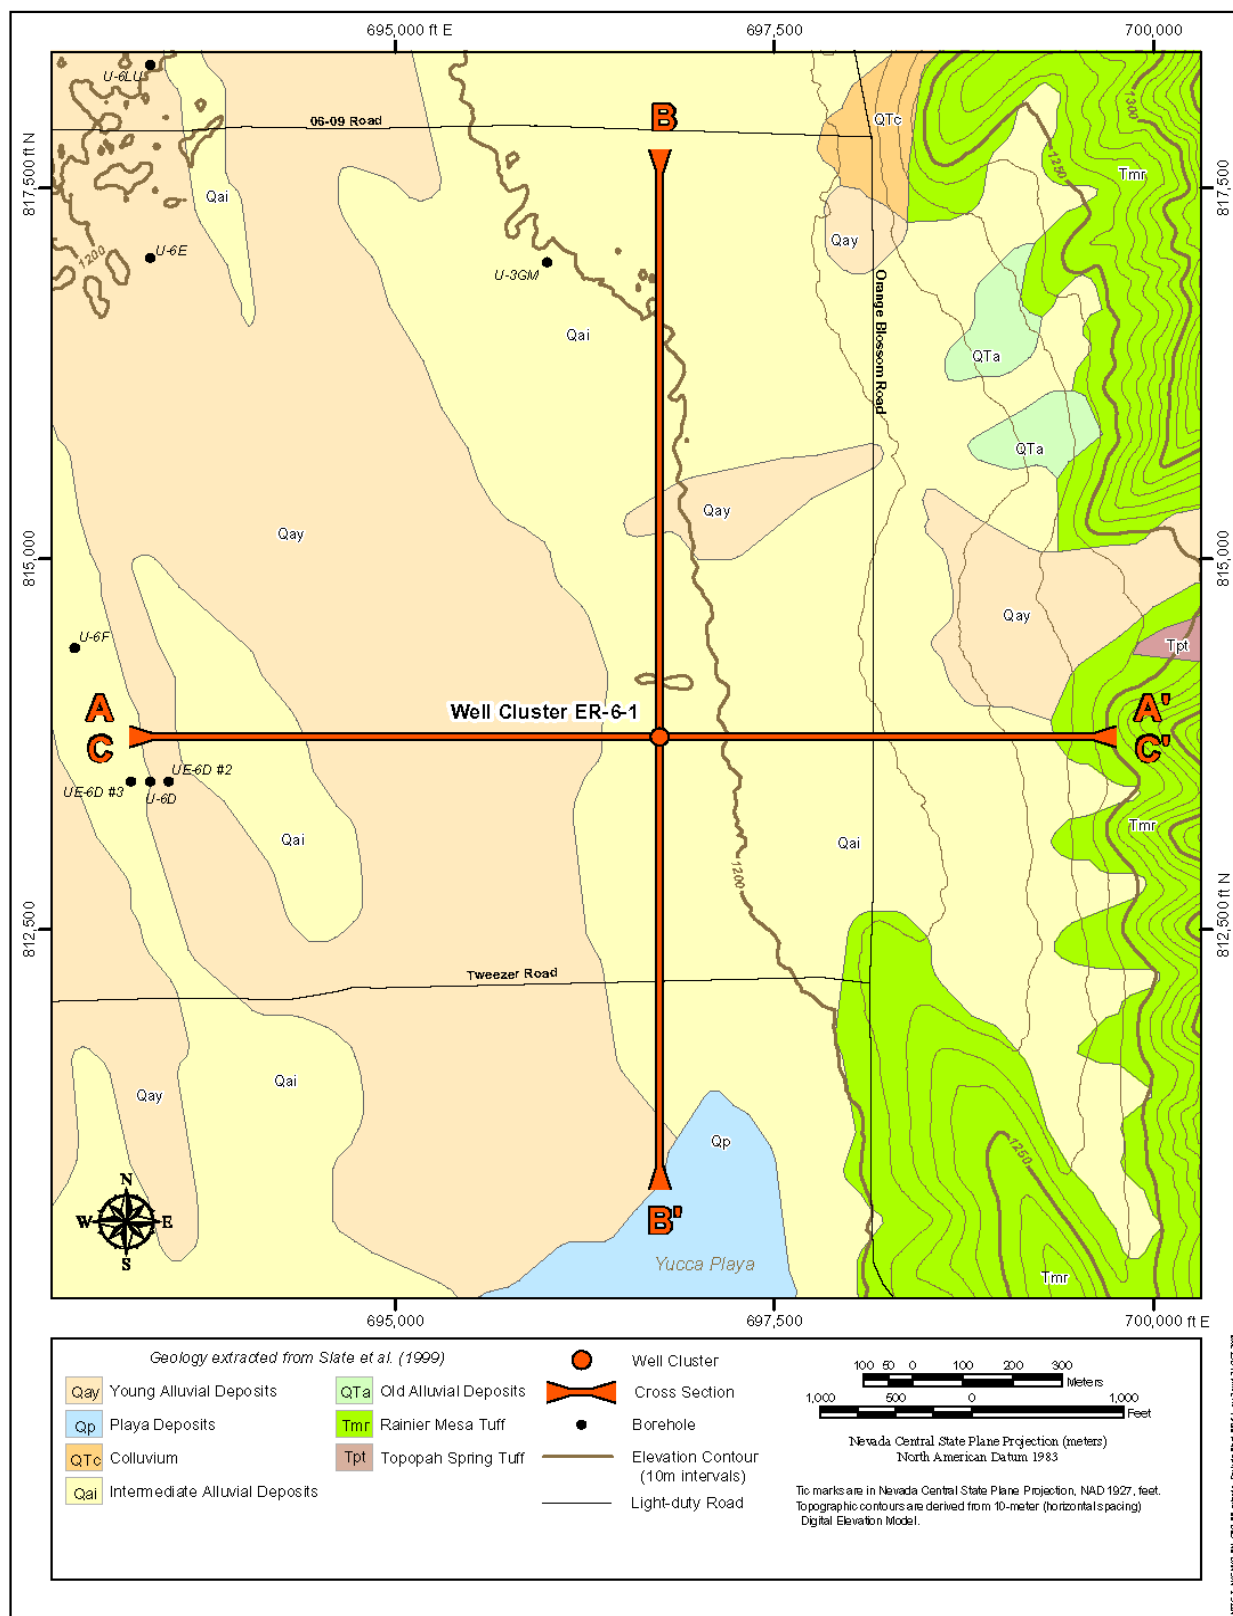 695,000 ft E
697,500
700,000
U-6LU
06-09 Road
B
QTc
1300
Tmr
1250
817,500 ft N
817,500
Qai
Qay
1200
U-6E
U-3GM
Orange Blossom Road
Qai
QTa
QTa
Qay
Qay
815,000
815,000
Qay
U-6F
Tpt
A
Well Cluster ER-6-1
A'
C
C'
UE-6D #2
UE-6D #3
U-6D
Qai
Qai
Tmr
1200
812,500
812,500 ft N
Tweezer Road
Qay
Qai
Qp
1250
N
W
E
S
B'
Yucca Playa
Tmr
695,000
697,500
700,000 ft E
Geology extracted from Slate et al. (1999)
Qay Young Alluvial Deposits
Qp Playa Deposits
QTc Colluvium
Qai Intermediate Alluvial Deposits
QTa Old Alluvial Deposits
Tmr Rainier Mesa Tuff
Tpt Topopah Spring Tuff
Well Cluster
Cross Section
Borehole
Elevation Contour
(10m intervals)
Light-duty Road
100 50 0 100 200 300
Meters
1,000 500 0 1,000
Feet
Nevada Central State Plane Projection (meters)
North American Datum 1983
Tic marks are in Nevada Central State Plane Projection, NAD 1927, feet.
Topographic contours are derived from 10-meter (horizontal spacing)
Digital Elevation Model.